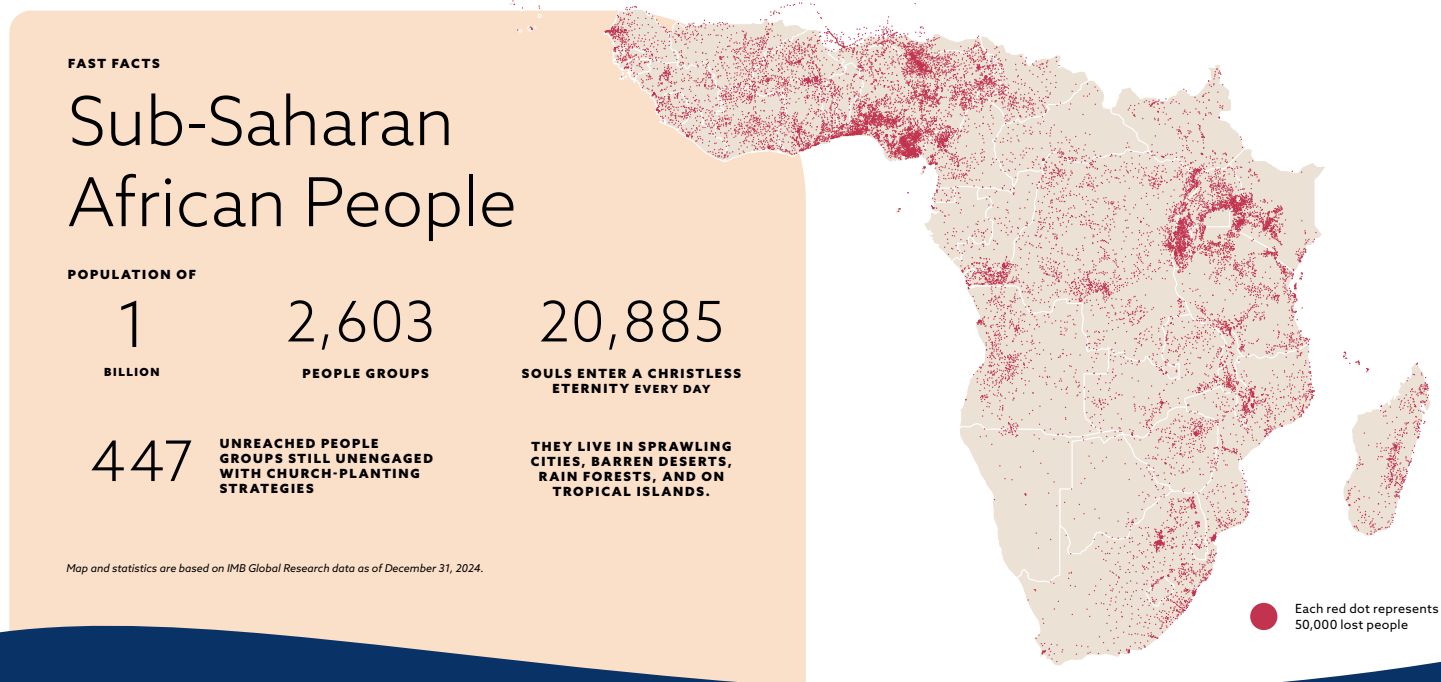 FAST FACTS
Sub-Saharan
African People
POPULATION OF
1
BILLION
2,603
PEOPLE GROUPS
20,885
SOULS ENTER A CHRISTLESS
ETERNITY EVERY DAY
447
UNREACHED PEOPLE
GROUPS STILL UNENGAGED
WITH CHURCH-PLANTING
STRATEGIES
THEY LIVE IN SPRAWLING
CITIES, BARREN DESERTS,
RAIN FORESTS, AND ON
TROPICAL ISLANDS.
Map and statistics are based on IMB Global Research data as of December 31, 2024.
Each red dot represents
50,000 lost people